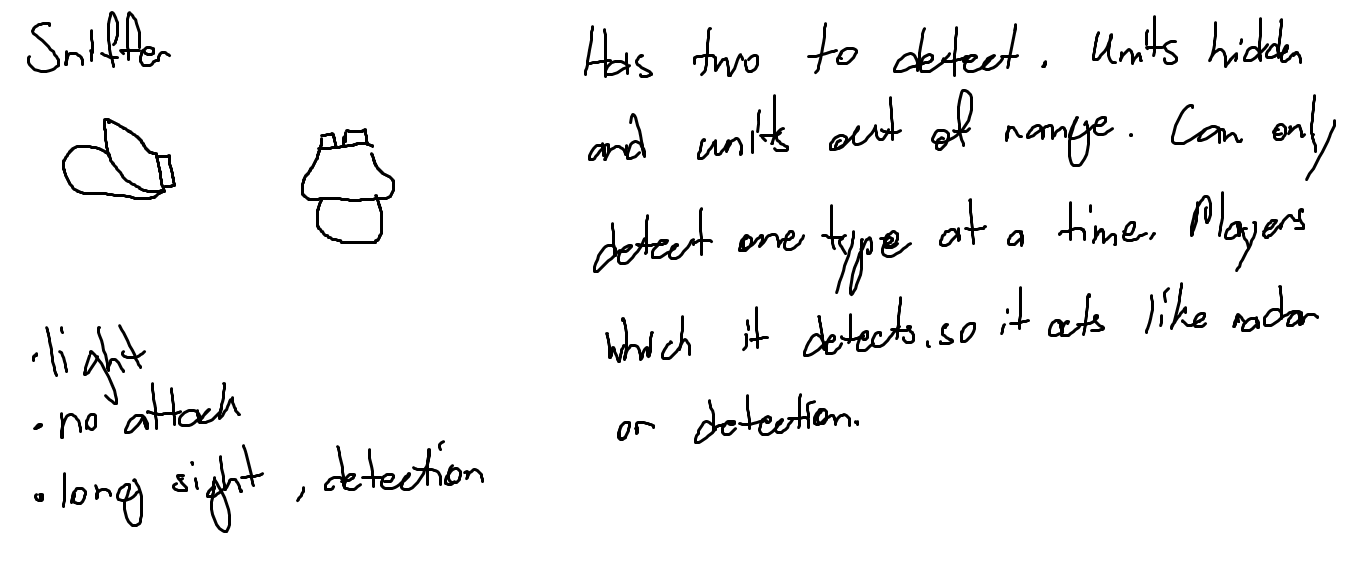 Sniffer
Has two to detect. Units hidden
and units out of range. Can only
detect one type at a time. Players
which it detects. so it acts like radar
or detection.
• light
• no attack
• long sight, detection